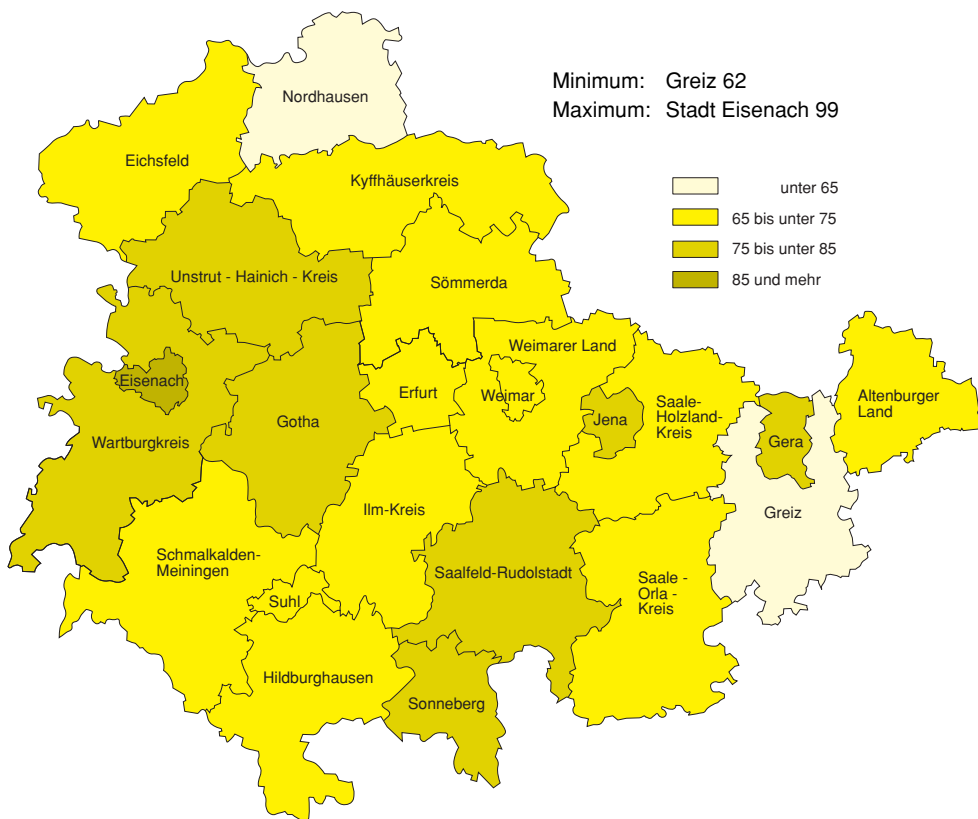 Minimum: Greiz 62
Maximum: Stadt Eisenach 99
unter 65
65 bis unter 75
75 bis unter 85
85 und mehr
Nordhausen
Eichsfeld
Kyffhäuserkreis
Unstrut - Hainich - Kreis
Sömmerda
Weimarer Land
Eisenach
Erfurt
Weimar
Gotha
Jena
Saale-
Holzland-
Kreis
Altenburger
Land
Wartburgkreis
Gera
Ilm-Kreis
Greiz
Schmalkalden-
Meiningen
Saalfeld-Rudolstadt
Saale -
Orla -
Kreis
Suhl
Hildburghausen
Sonneberg